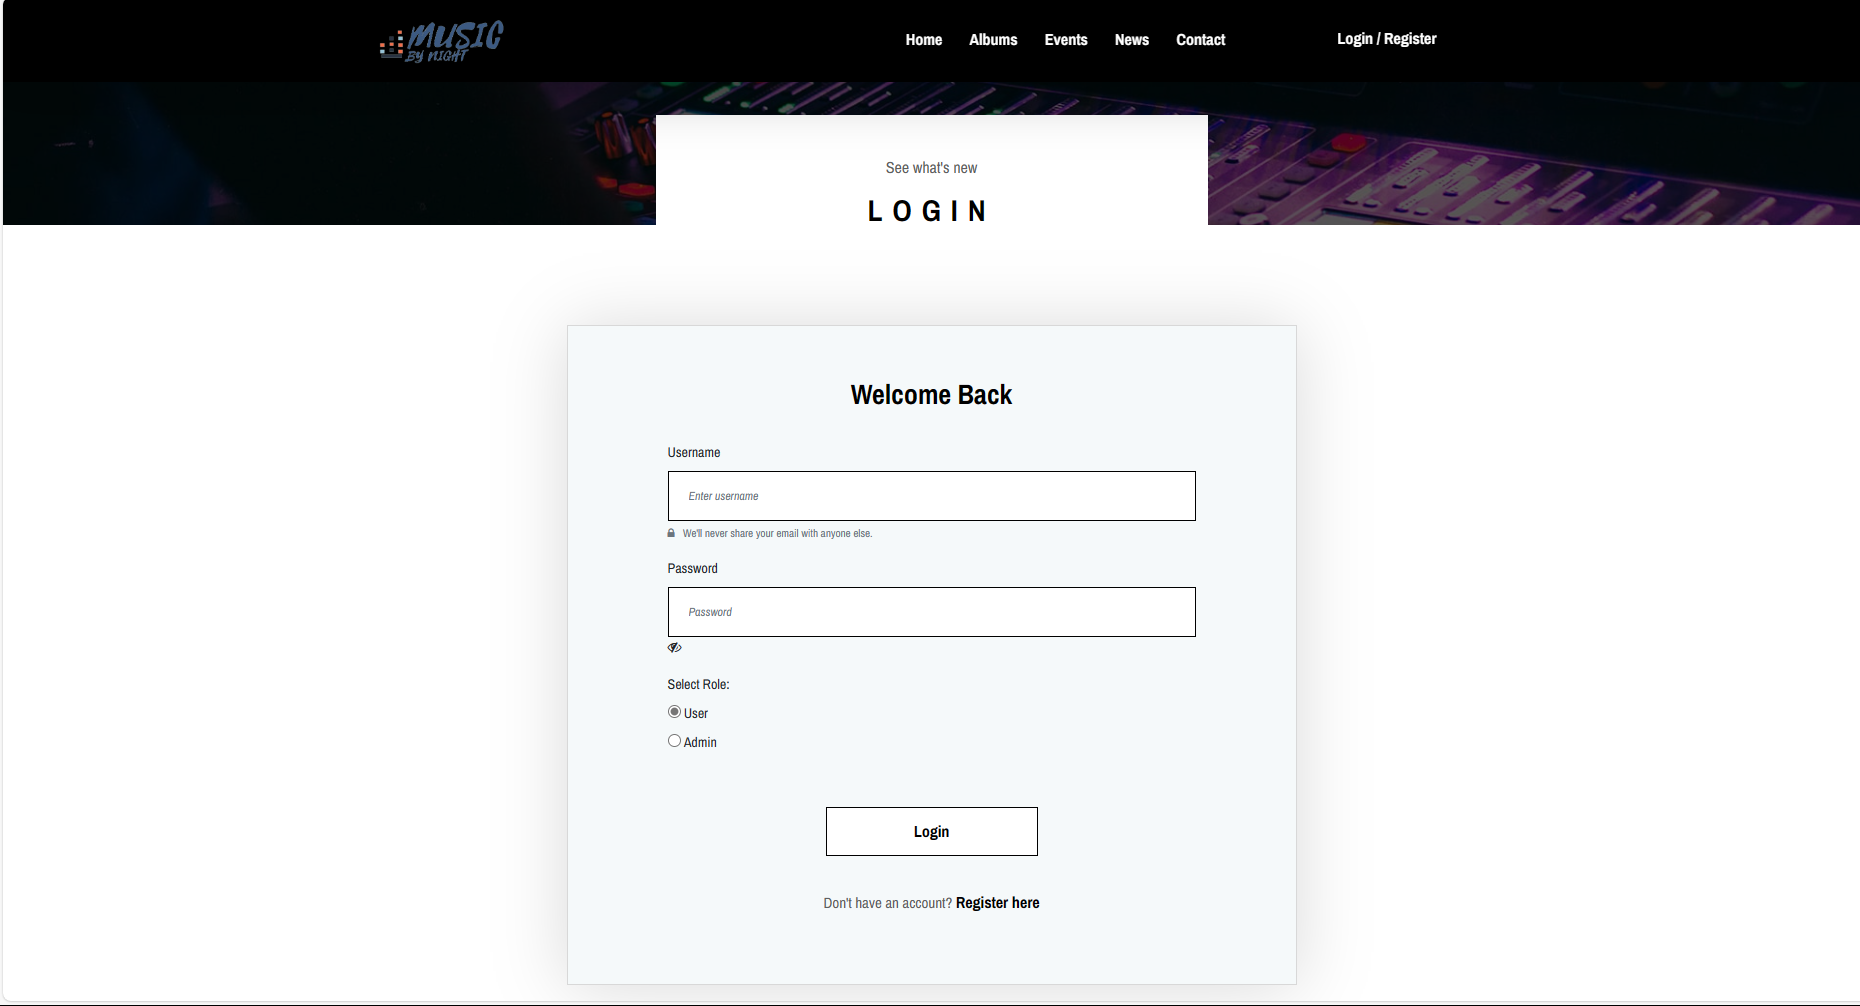 MUSIC
BY NIGHT
Home Albums Events News Contact Login / Register
See what's new
LOGIN
Welcome Back
Username
Enter username
We'll never share your email with anyone else.
Password
Password
Select Role:
User
Admin
Login
Don't have an account? Register here